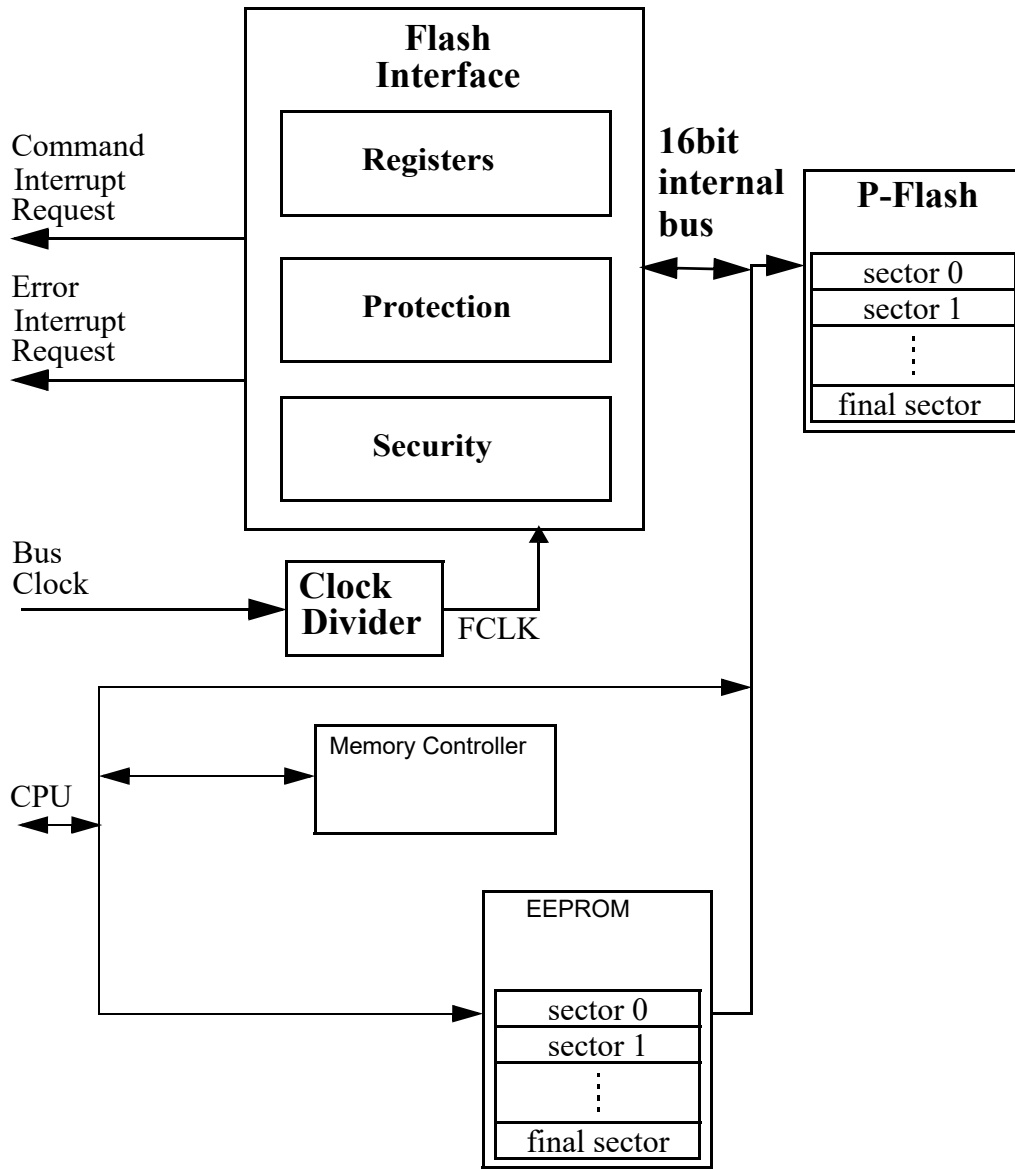 Flash
Interface
Registers
Command
Interrupt
Request
16bit
internal
bus
P-Flash
sector 0
sector 1
final sector
Error
Interrupt
Request
Protection
Security
Bus
Clock
Clock
Divider
FCLK
Memory Controller
CPU
EEPROM
sector 0
sector 1
final sector